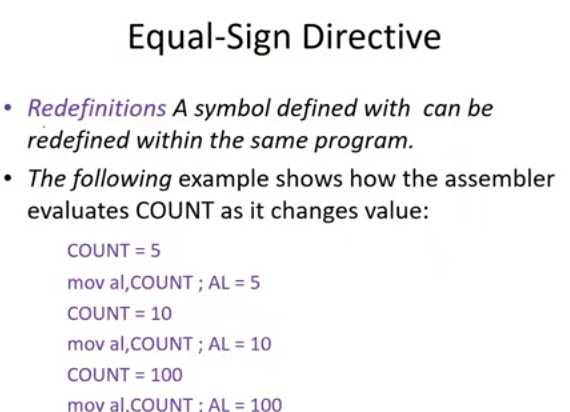 Equal-Sign Directive
• Redefinitions A symbol defined with can be
redefined within the same program.
• The following example shows how the assembler
evaluates COUNT as it changes value:
COUNT = 5
mov al,COUNT ; AL = 5
COUNT = 10
mov al,COUNT ; AL = 10
COUNT = 100
mov al,COUNT ; AL = 100